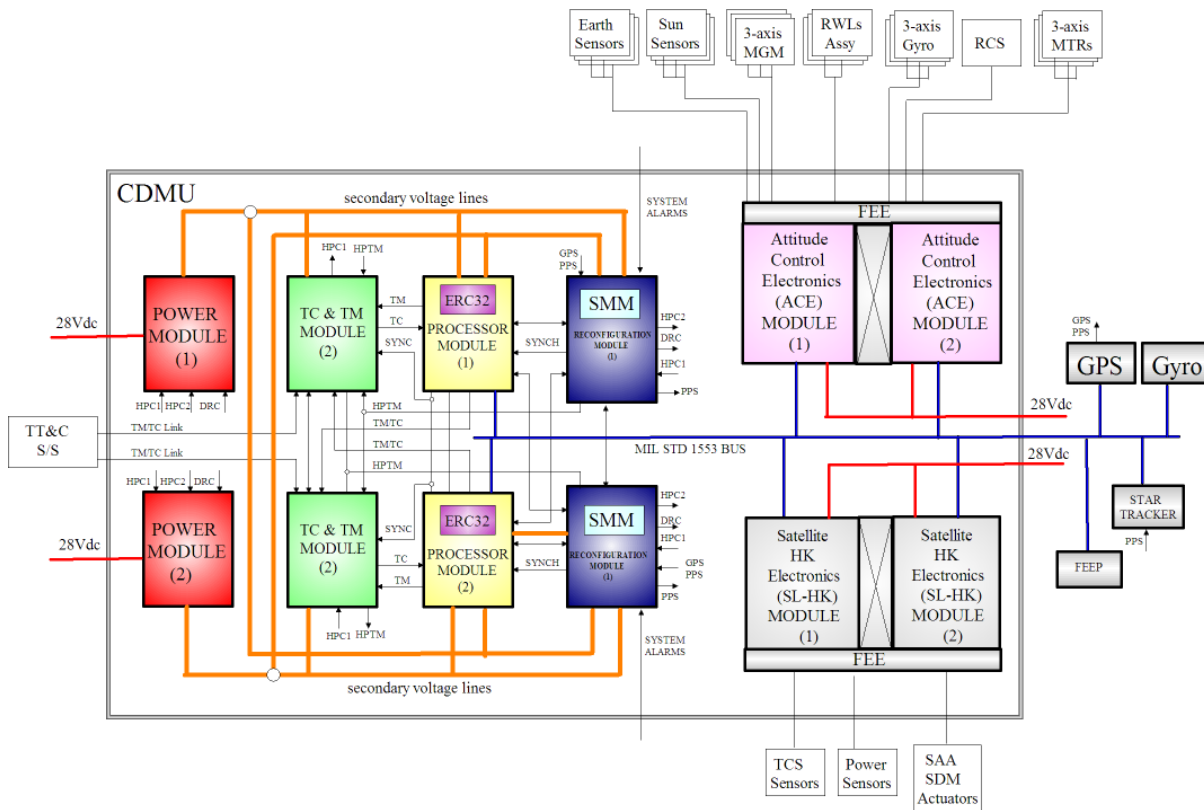 Earth
Sensors
Sun
Sensors
3-axis
MGM
RWLs
Assy
3-axis
Gyro
RCS
3-axis
MTRs
CDMU
secondary voltage lines
SYSTEM
ALARMS
FEE
HPC1
HPTM
GPS
PPS
Attitude
Control
Electronics
(ACE)
MODULE
(1)
Attitude
Control
Electronics
(ACE)
MODULE
(2)
28Vdc
POWER
MODULE
(1)
TC & TM
MODULE
(2)
TM
TC
SYNC
ERC32
PROCESSOR
MODULE
(1)
SYNCH
SMM
RECONFIGURATION
MODULE
(1)
HPC2
DRC
HPC1
PPS
GPS
PPS
GPS
Gyro
HPC1
HPC2
DRC
28Vdc
TT&C
S/S
TM/TC Link
TM/TC Link
HPTM
TM/TC
TM/TC
HPTM
MIL STD 1553 BUS
28Vdc
HPC1
HPC2
DRC
28Vdc
POWER
MODULE
(2)
TC & TM
MODULE
(2)
SYNC
TC
TM
ERC32
PROCESSOR
MODULE
(2)
SYNCH
SMM
RECONFIGURATION
MODULE
(1)
HPC2
DRC
HPC1
GPS
PPS
PPS
Satellite
HK
Electronics
(SL-HK)
MODULE
(1)
Satellite
HK
Electronics
(SL-HK)
MODULE
(2)
STAR
TRACKER
PPS
FEEP
HPC1
HPTM
SYSTEM
ALARMS
FEE
secondary voltage lines
TCS
Sensors
Power
Sensors
SAA
SDM
Actuators